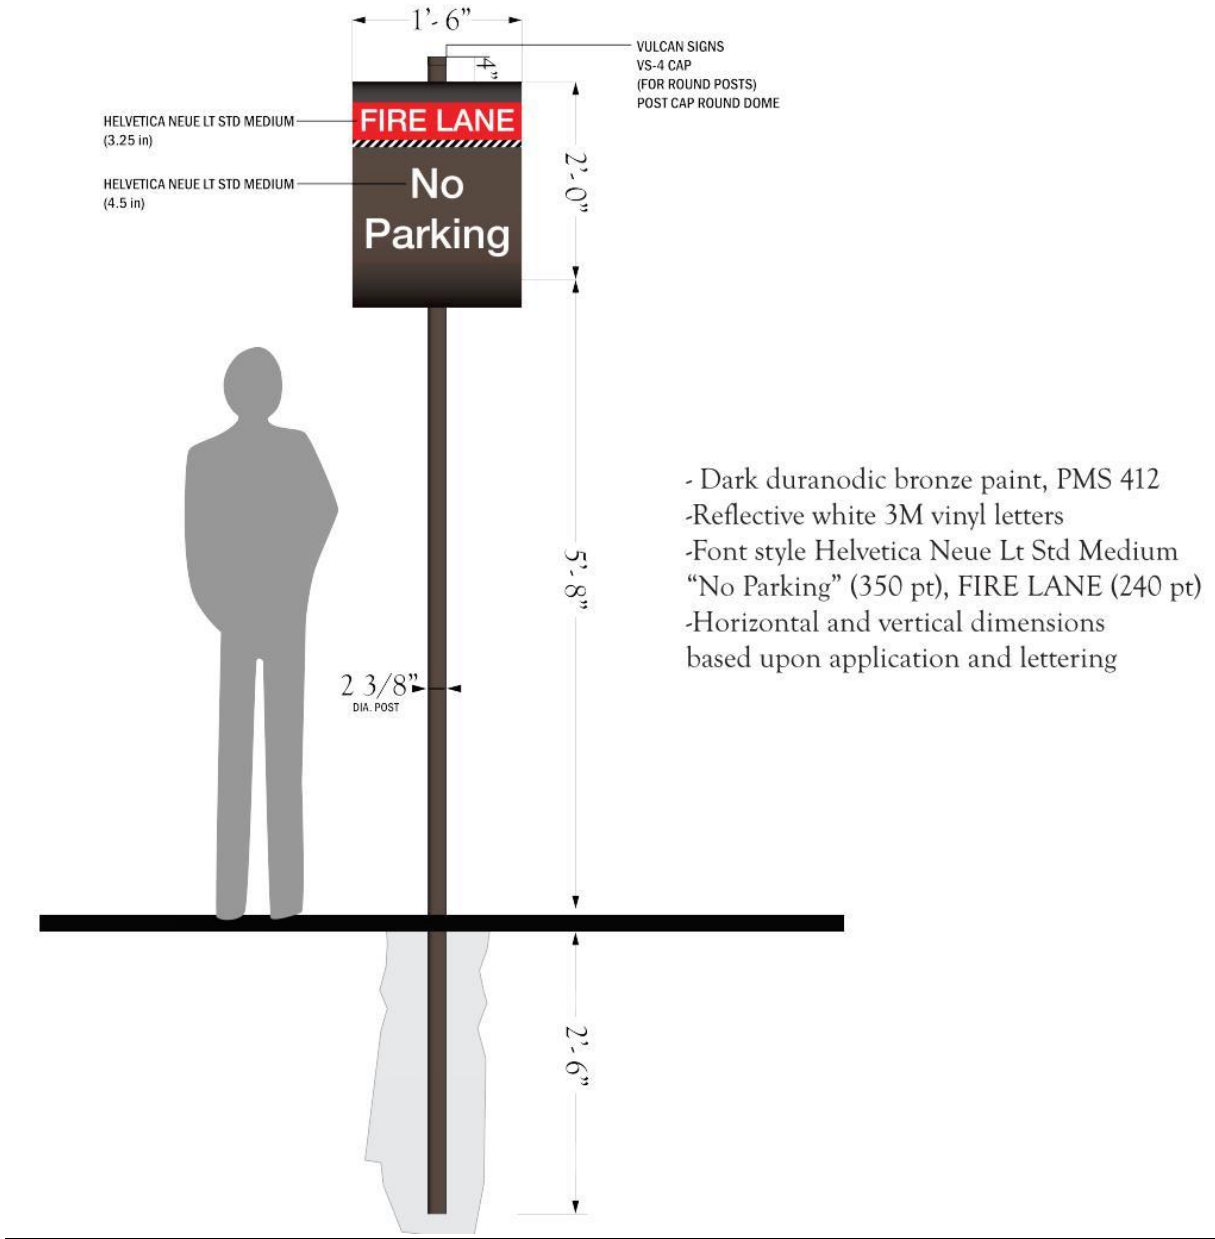 1'- 6"
VULCAN SIGNS
VS-4 CAP
(FOR ROUND POSTS)
POST CAP ROUND DOME
4"
HELVETICA NEUE LT STD MEDIUM
(3.25 in)
FIRE LANE
HELVETICA NEUE LT STD MEDIUM
(4.5 in)
No
Parking
2'- 0"
- Dark duranodic bronze paint, PMS 412
-Reflective white 3M vinyl letters
-Font style Helvetica Neue Lt Std Medium
“No Parking” (350 pt), FIRE LANE (240 pt)
-Horizontal and vertical dimensions
based upon application and lettering
5'- 8"
2 3/8"
DIA. POST
2'- 6"